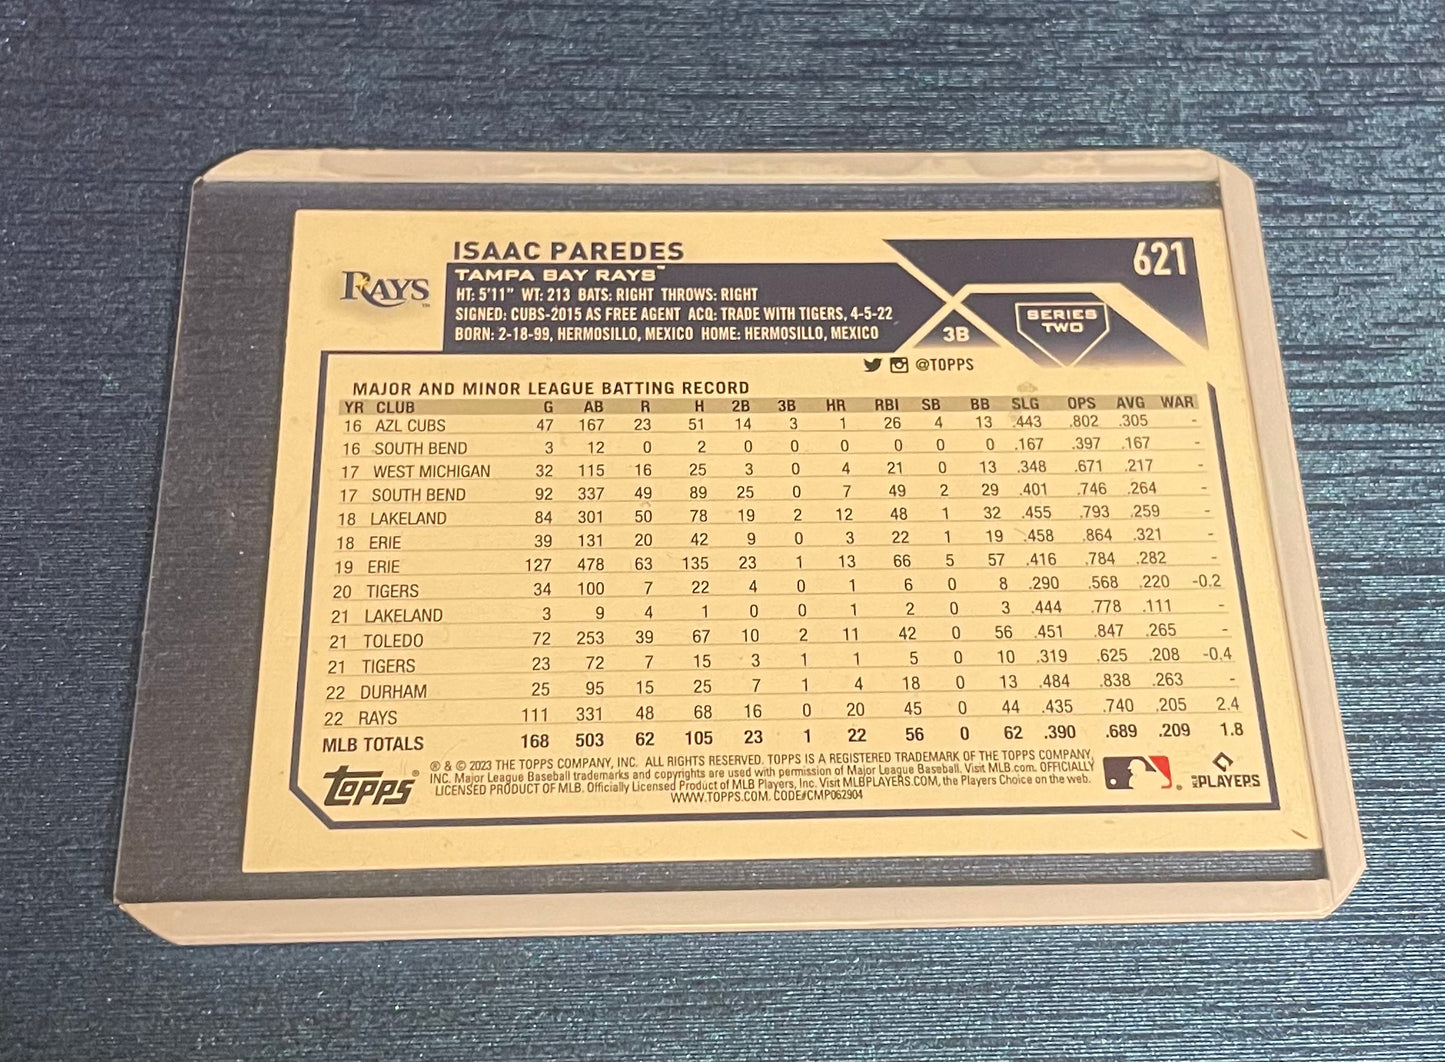 ISAAC PAREDES
621
RAYS™
TAMPA BAY RAYS™
HT: 5'11" WT: 213 BATS: RIGHT THROWS: RIGHT
SIGNED: CUBS-2015 AS FREE AGENT ACQ: TRADE WITH TIGERS, 4-5-22
BORN: 2-18-99, HERMOSILLO, MEXICO HOME: HERMOSILLO, MEXICO
3B
SERIES
TWO
@TOPPS
MAJOR AND MINOR LEAGUE BATTING RECORD
YR CLUB G AB R H 2B 3B HR RBI SB BB SLG OPS AVG WAR
16 AZL CUBS 47 167 23 51 14 3 1 26 4 13 .443 .802 .305 -
16 SOUTH BEND 3 12 0 2 0 0 0 0 0 0 .167 .397 .167 -
17 WEST MICHIGAN 32 115 16 25 3 0 4 21 0 13 .348 .671 .217 -
17 SOUTH BEND 92 337 49 89 25 0 7 49 2 29 .401 .746 .264 -
18 LAKELAND 84 301 50 78 19 2 12 48 1 32 .455 .793 .259 -
18 ERIE 39 131 20 42 9 0 3 22 1 19 .458 .864 .321 -
19 ERIE 127 478 63 135 23 1 13 66 5 57 .416 .784 .282 -
20 TIGERS 34 100 7 22 4 0 1 6 0 8 .290 .568 .220 -0.2
21 LAKELAND 3 9 4 1 0 0 1 2 0 3 .444 .778 .111 -
21 TOLEDO 72 253 39 67 10 2 11 42 0 56 .451 .847 .265 -
21 TIGERS 23 72 7 15 3 1 1 5 0 10 .319 .625 .208 -0.4
22 DURHAM 25 95 15 25 7 1 4 18 0 13 .484 .838 .263 -
22 RAYS 111 331 48 68 16 0 20 45 0 44 .435 .740 .205 2.4
MLB TOTALS 168 503 62 105 23 1 22 56 0 62 .390 .689 .209 1.8
topps®
® & © 2023 THE TOPPS COMPANY, INC. ALL RIGHTS RESERVED. TOPPS IS A REGISTERED TRADEMARK OF THE TOPPS COMPANY,
INC. Major League Baseball trademarks and copyrights are used with permission of Major League Baseball. Visit MLB.com. OFFICIALLY
LICENSED PRODUCT OF MLB. Officially Licensed Product of MLB Players, Inc. Visit MLBPLAYERS.COM, the Players Choice on the web.
WWW.TOPPS.COM. CODE#CMP062904
PLAYERS